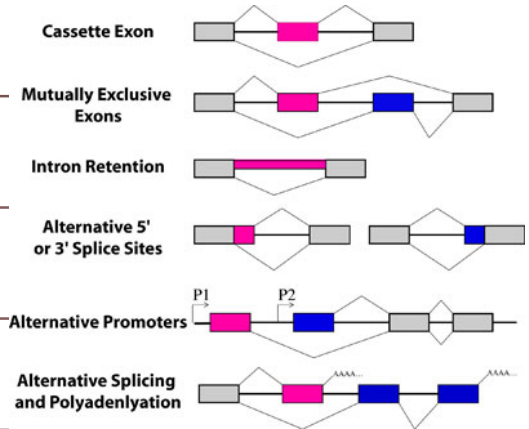 Cassette Exon
Mutually Exclusive
Exons
Intron Retention
Alternative 5'
or 3' Splice Sites
P1 P2
Alternative Promoters
AAAA... AAAA...
Alternative Splicing
and Polyadenlyation